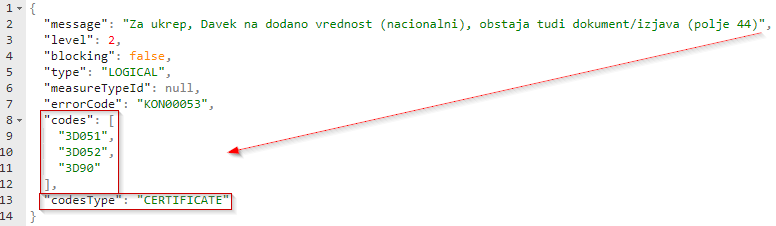 1 {
2 "message": "Za ukrep, Davek na dodano vrednost (nacionalni), obstaja tudi dokument/izjava (polje 44)",
3 "level": 2,
4 "blocking": false,
5 "type": "LOGICAL",
6 "measureTypeId": null,
7 "errorCode": "KON00053",
8 "codes": [
9 "3D051",
10 "3D052",
11 "3D90"
12 ],
13 "codesType": "CERTIFICATE"
14 }